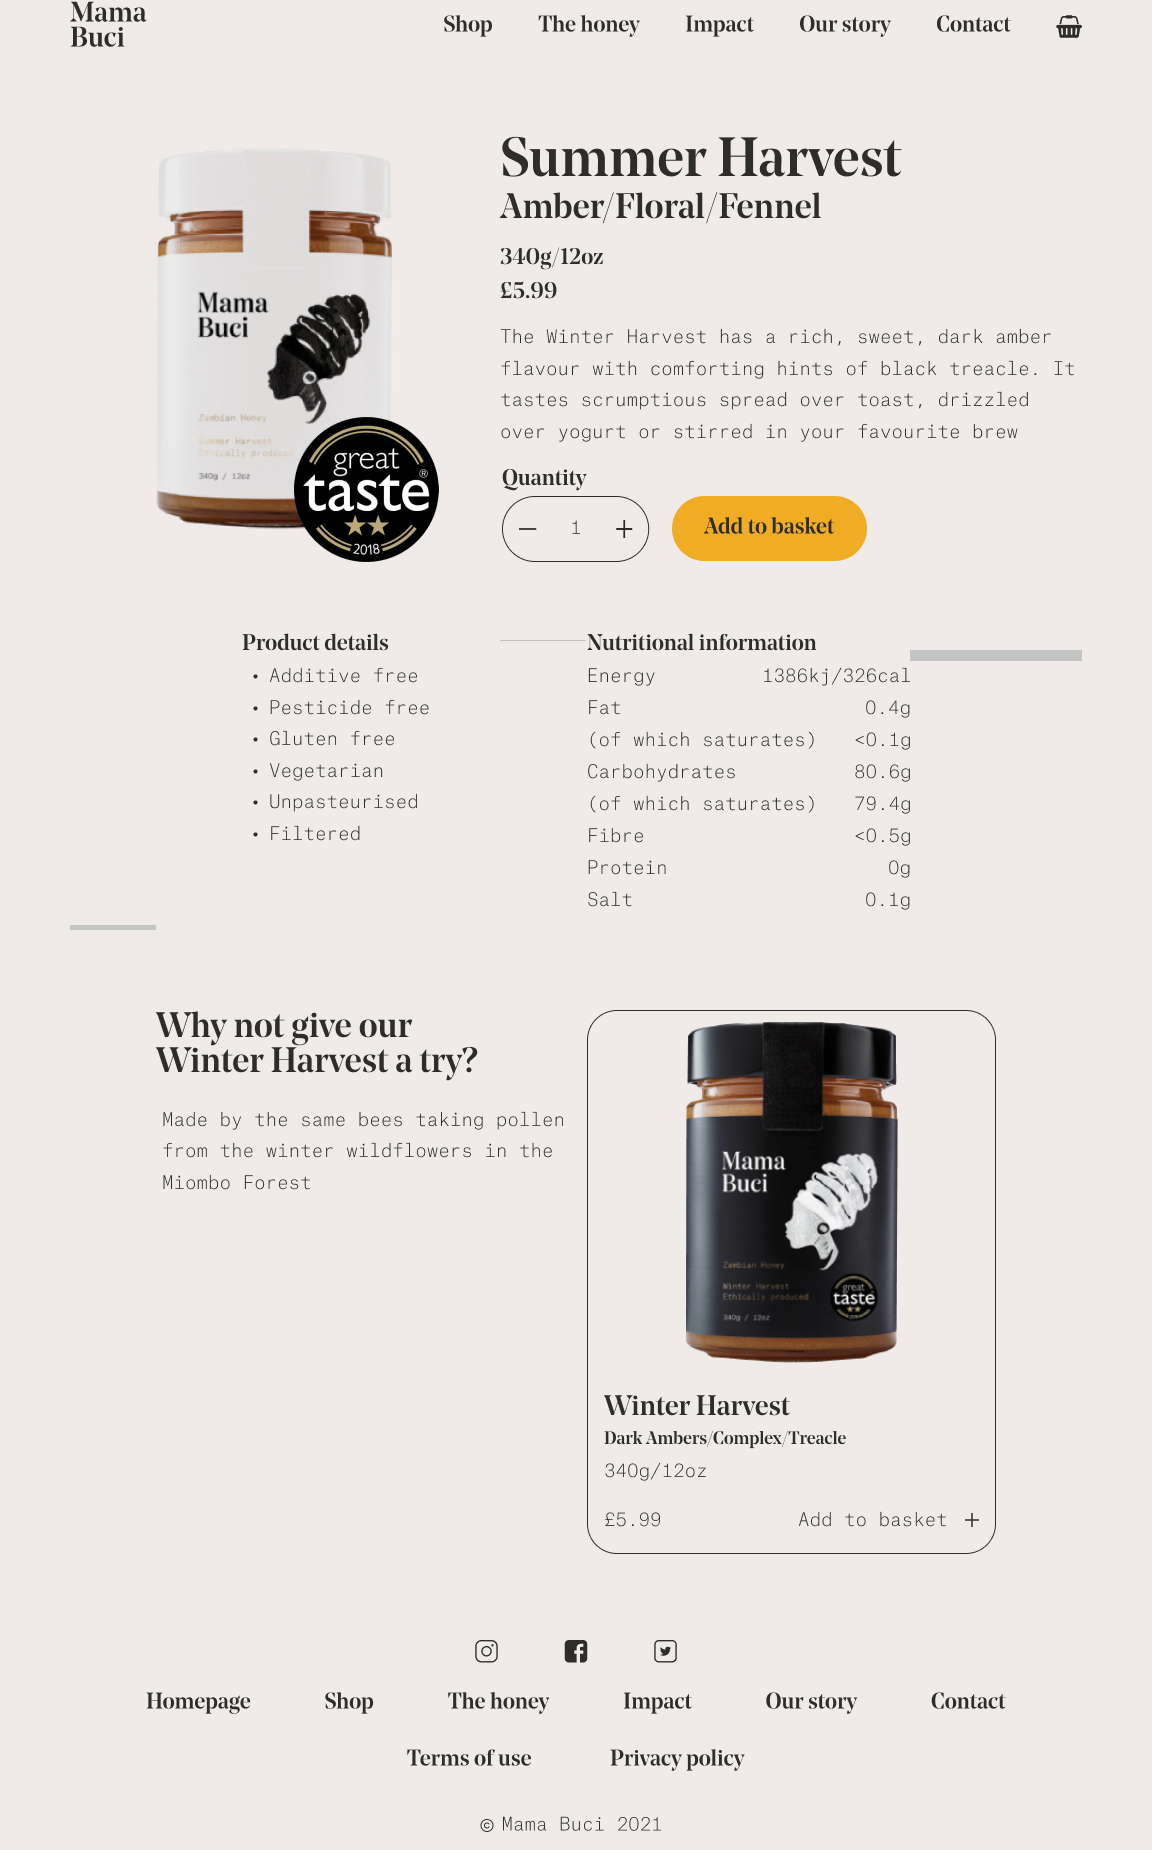 Mama
Buci
Shop The honey Impact Our story Contact
Summer Harvest
Amber/Floral/Fennel
340g/12oz
£5.99
The Winter Harvest has a rich, sweet, dark amber
flavour with comforting hints of black treacle. It
tastes scrumptious spread over toast, drizzled
over yogurt or stirred in your favourite brew
Quantity
1 Add to basket
Mama
Buci
Zambian Honey
Summer Harvest
Ethically produced
340g / 12oz
great
taste®
2018
Product details
• Additive free
• Pesticide free
• Gluten free
• Vegetarian
• Unpasteurised
• Filtered
Nutritional information
Energy 1386kj/326cal
Fat 0.4g
(of which saturates) <0.1g
Carbohydrates 80.6g
(of which saturates) 79.4g
Fibre <0.5g
Protein 0g
Salt 0.1g
Why not give our
Winter Harvest a try?
Made by the same bees taking pollen
from the winter wildflowers in the
Miombo Forest
Mama
Buci
Zambian Honey
Winter Harvest
Ethically produced
340g / 12oz
great
taste
Winter Harvest
Dark Ambers/Complex/Treacle
340g/12oz
£5.99 Add to basket +
Homepage Shop The honey Impact Our story Contact
Terms of use Privacy policy
© Mama Buci 2021